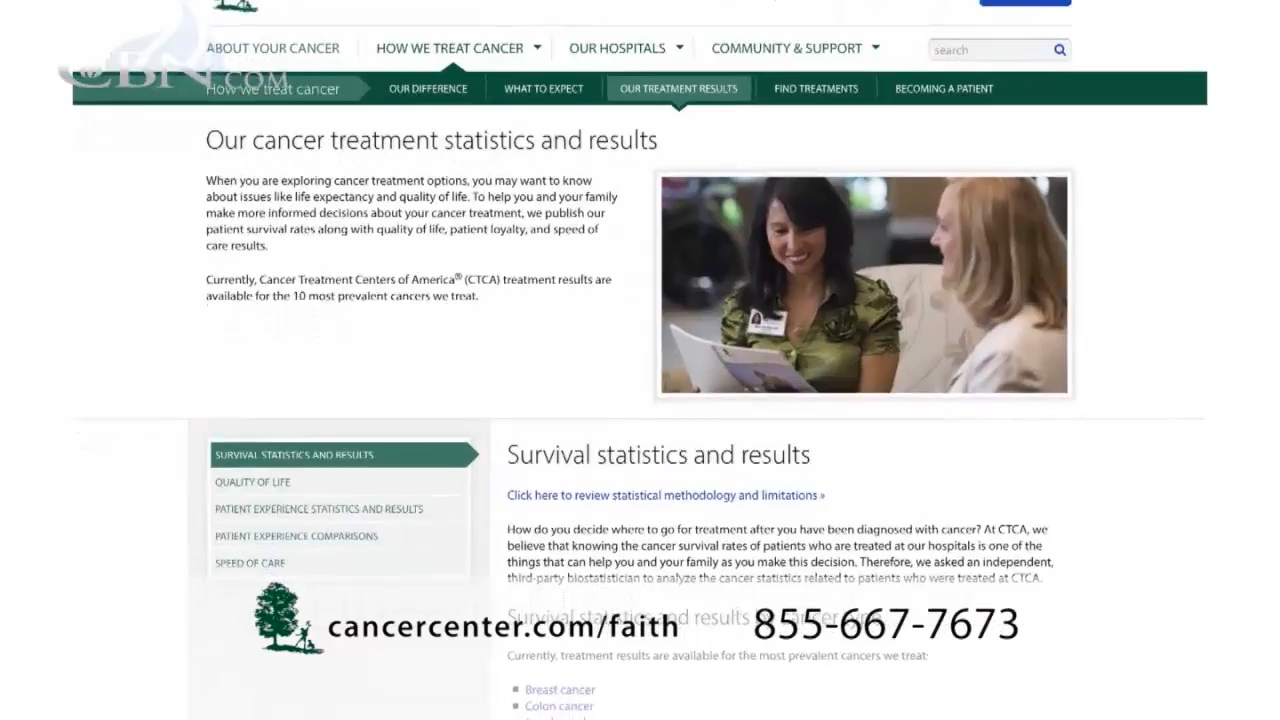 CBN.COM
ABOUT YOUR CANCER HOW WE TREAT CANCER OUR HOSPITALS COMMUNITY & SUPPORT search
How we treat cancer OUR DIFFERENCE WHAT TO EXPECT OUR TREATMENT RESULTS FIND TREATMENTS BECOMING A PATIENT
Our cancer treatment statistics and results
When you are exploring cancer treatment options, you may want to know
about issues like life expectancy and quality of life. To help you and your family
make more informed decisions about your cancer treatment, we publish our
patient survival rates along with quality of life, patient loyalty, and speed of
care results.
Currently, Cancer Treatment Centers of America® (CTCA) treatment results are
available for the 10 most prevalent cancers we treat.
SURVIVAL STATISTICS AND RESULTS
QUALITY OF LIFE
PATIENT EXPERIENCE STATISTICS AND RESULTS
PATIENT EXPERIENCE COMPARISONS
SPEED OF CARE
Survival statistics and results
Click here to review statistical methodology and limitations »
How do you decide where to go for treatment after you have been diagnosed with cancer? At CTCA, we
believe that knowing the cancer survival rates of patients who are treated at our hospitals is one of the
things that can help you and your family as you make this decision. Therefore, we asked an independent,
third-party biostatistician to analyze the cancer statistics related to patients who were treated at CTCA.
Survival statistics and results by cancer type
cancercenter.com/faith 855-667-7673
Currently, treatment results are available for the most prevalent cancers we treat:
Breast cancer
Colon cancer